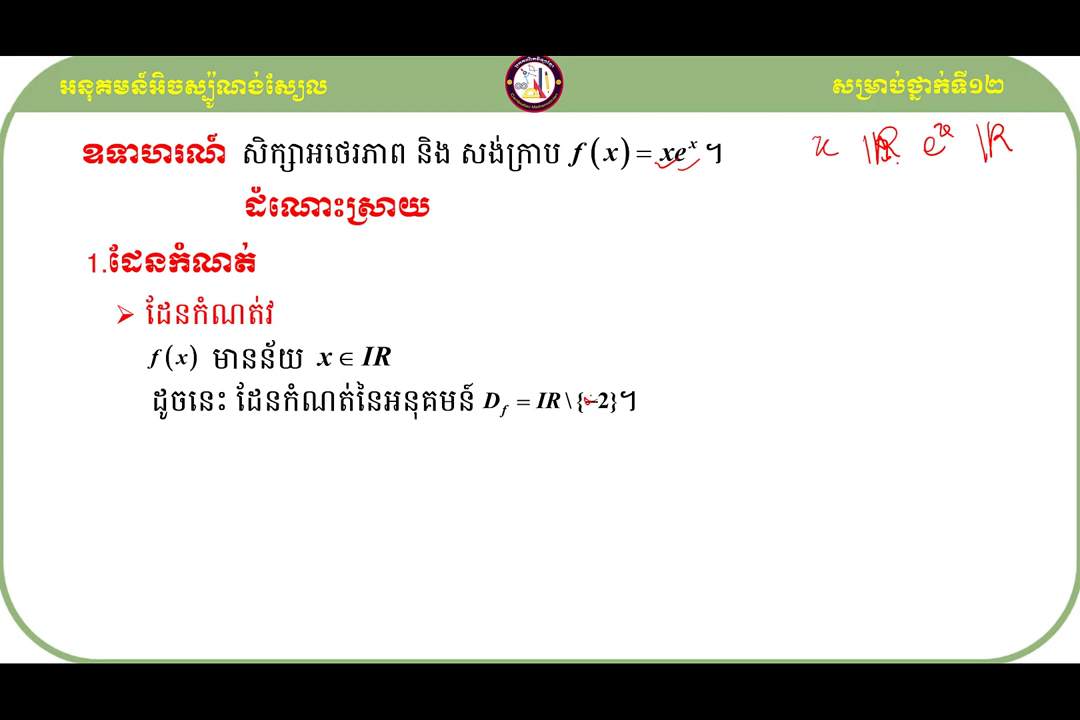 អនុគមន៍អិចស្ប៉ូណង់ស្យែល
សម្រាប់ថ្នាក់ទី១២
ឧទាហរណ៍ សិក្សាអថេរភាព និង សង់ក្រាប f(x) = xeˣ ។
x IR eˣ IR
ដំណោះស្រាយ
1.ដែនកំណត់
➢ ដែនកំណត់វ
f(x) មានន័យ x ∈ IR
ដូចនេះ ដែនកំណត់នៃអនុគមន៍ D_f = IR \ {−2}។